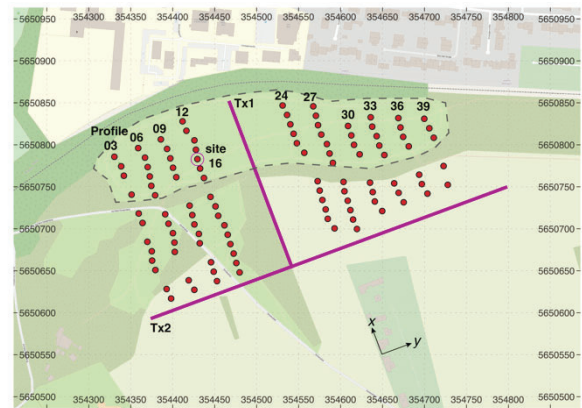 354300 354350 354400 354450 354500 354550 354600 354650 354700 354750 354800
5650950 5650950
5650900 5650900
5650850 5650850
5650800 5650800
5650750 5650750
5650700 5650700
5650650 5650650
5650600 5650600
5650550 5650550
5650500 5650500
24 27 Tx1
12 30 33 36 39
Profile 06 09
03 site
16
Tx2
x
y
354300 354350 354400 354450 354500 354550 354600 354650 354700 354750 354800